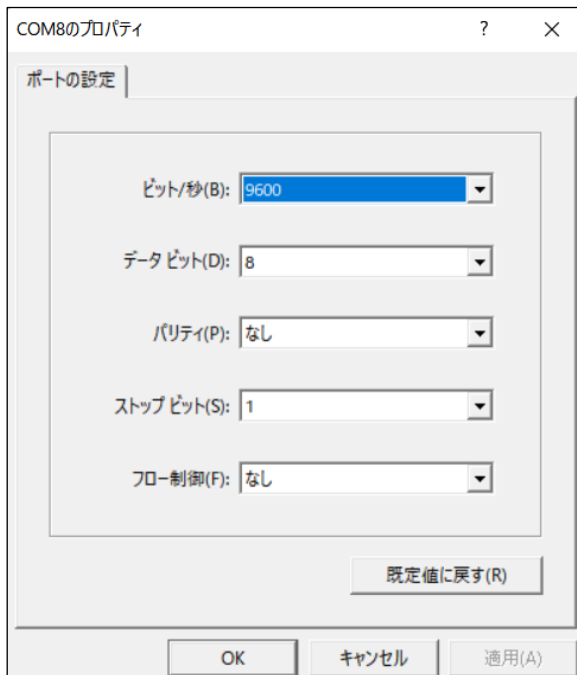 COM8のプロパティ
ポートの設定
ビット/秒(B): 9600
データ ビット(D): 8
パリティ(P): なし
ストップ ビット(S): 1
フロー制御(F): なし
既定値に戻す(R)
OK キャンセル 適用(A)